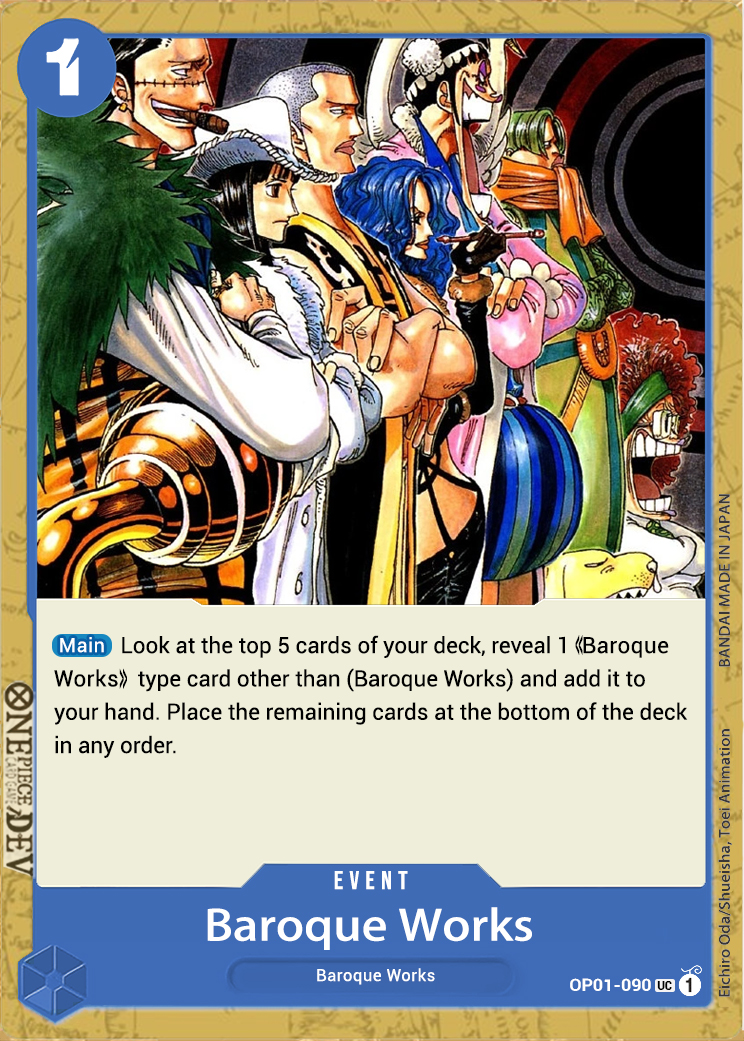 1
Main Look at the top 5 cards of your deck, reveal 1 《Baroque
Works》 type card other than (Baroque Works) and add it to
your hand. Place the remaining cards at the bottom of the deck
in any order.
EVENT
Baroque Works
Baroque Works
OP01-090 UC 1
BANDAI MADE IN JAPAN
Eichiro Oda/Shueisha, Toei Animation
ONE PIECE
CARD GAME
DEV
6
6